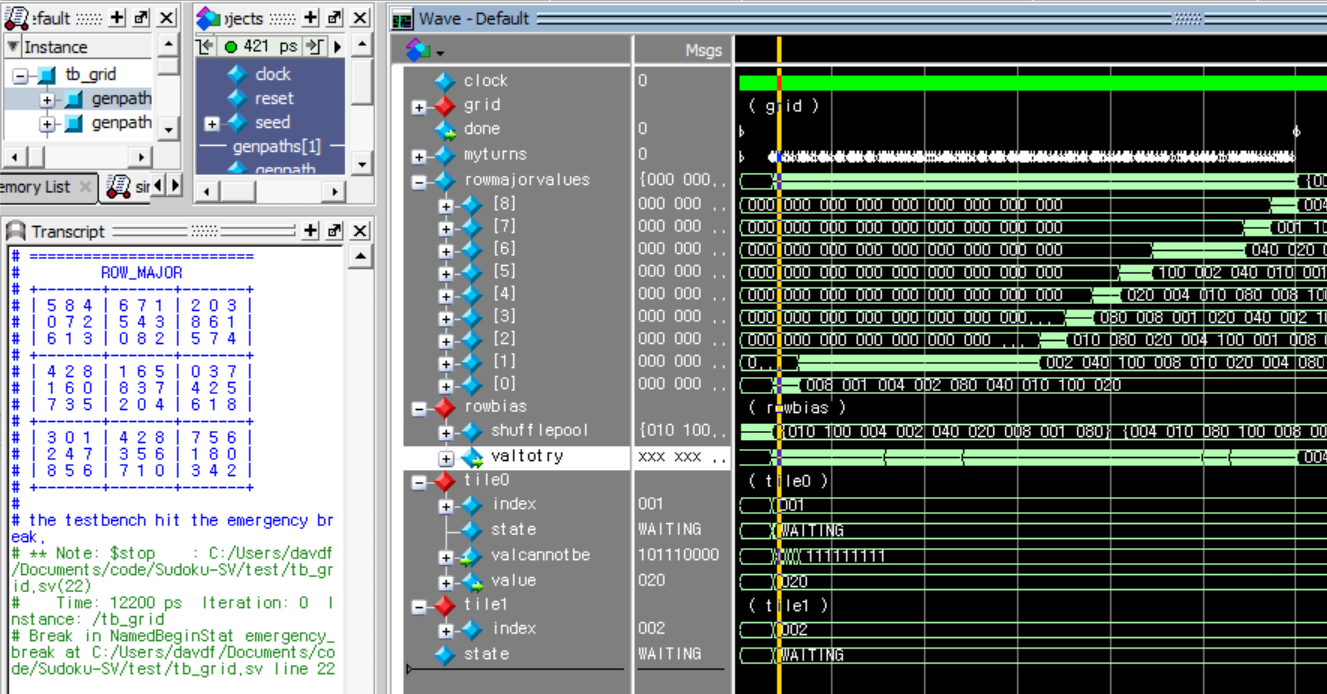 :fault
ojects
Wave - Default
Instance
421 ps
Msgs
tb_grid
genpath
genpath
clock
reset
seed
genpaths[1]
genpath
emory List
sin
Transcript
# ==========================
# ROW_MAJOR
# +-------+-------+-------+
# | 5 8 4 | 6 7 1 | 2 0 3 |
# | 0 7 2 | 5 4 3 | 8 6 1 |
# | 6 1 3 | 0 8 2 | 5 7 4 |
# +-------+-------+-------+
# | 4 2 8 | 1 6 5 | 0 3 7 |
# | 1 6 0 | 8 3 7 | 4 2 5 |
# | 7 3 5 | 2 0 4 | 6 1 8 |
# +-------+-------+-------+
# | 3 0 1 | 4 2 8 | 7 5 6 |
# | 2 4 7 | 3 5 6 | 1 8 0 |
# | 8 5 6 | 7 1 0 | 3 4 2 |
# +-------+-------+-------+
#
# the testbench hit the emergency br
eak.
# ** Note: $stop : C:/Users/davdf
/Documents/code/Sudoku-SV/test/tb_gr
id.sv(22)
# Time: 12200 ps Iteration: 0 I
nstance: /tb_grid
# Break in NamedBeginStat emergency_
break at C:/Users/davdf/Documents/co
de/Sudoku-SV/test/tb_grid.sv line 22
clock 0
grid ( grid )
done 0
myturns 0
rowmajorvalues {000 000... {00
[8] 000 000 .. 000 000 000 000 000 000 000 000 000 004
[7] 000 000 .. 000 000 000 000 000 000 000 000 000 001 10
[6] 000 000 .. 000 000 000 000 000 000 000 000 000 040 020 0
[5] 000 000 .. 000 000 000 000 000 000 000 000 000 100 002 040 010 001
[4] 000 000 .. 000 000 000 000 000 000 000 000 000 020 004 010 080 008 10
[3] 000 000 .. 000 000 000 000 000 000 000 000 000... 080 008 001 020 040 002 10
[2] 000 000 .. 000 000 000 000 000 000 000 000 ... 010 080 020 004 100 001 008 0
[1] 000 000 .. 0... 002 040 100 008 010 020 004 080
[0] 000 000 .. 008 001 004 002 080 040 010 100 020
rowbias ( rowbias )
shufflepool {010 100... {010 100 004 002 040 020 008 001 080} {004 010 080 100 008 00
valtotry xxx xxx .. 004
tile0 ( tile0 )
index 001 001
state WAITING WAITING
valcannotbe 101110000 111111111
value 020 020
tile1 ( tile1 )
index 002 002
state WAITING WAITING